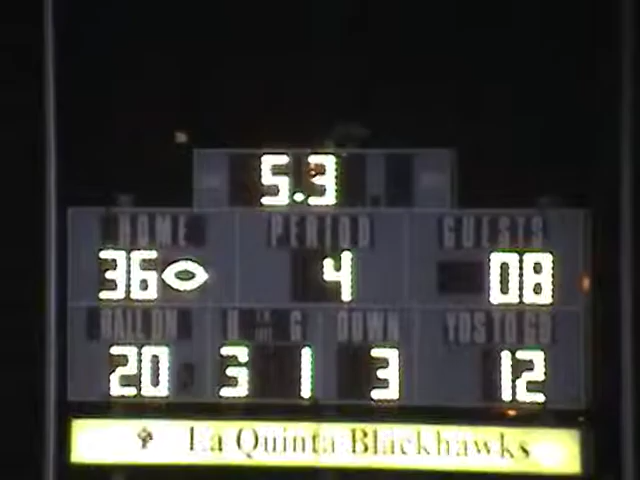 5.3
HOME PERIOD GUESTS
36 4 08
BALL ON DOWN YDS TO GO
20 3 1 3 12
La Quinta Blackhawks